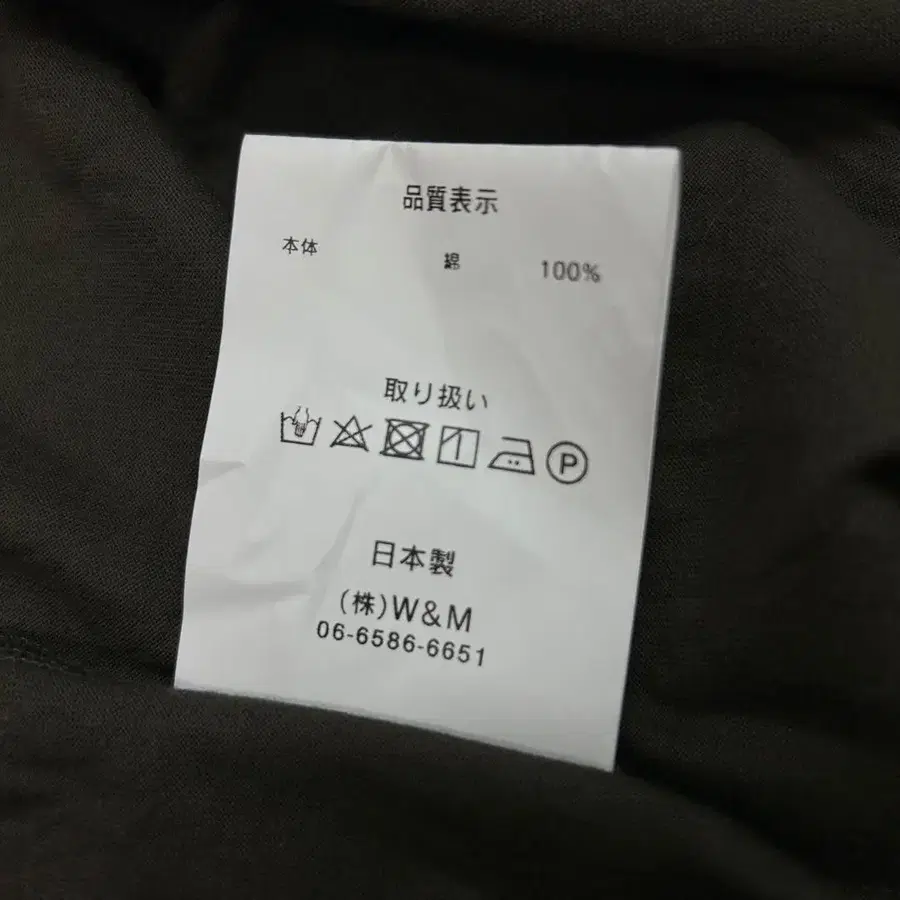 品質表示
本体 綿 100%
取り扱い
P
日本製
(株)W&M
06-6586-6651